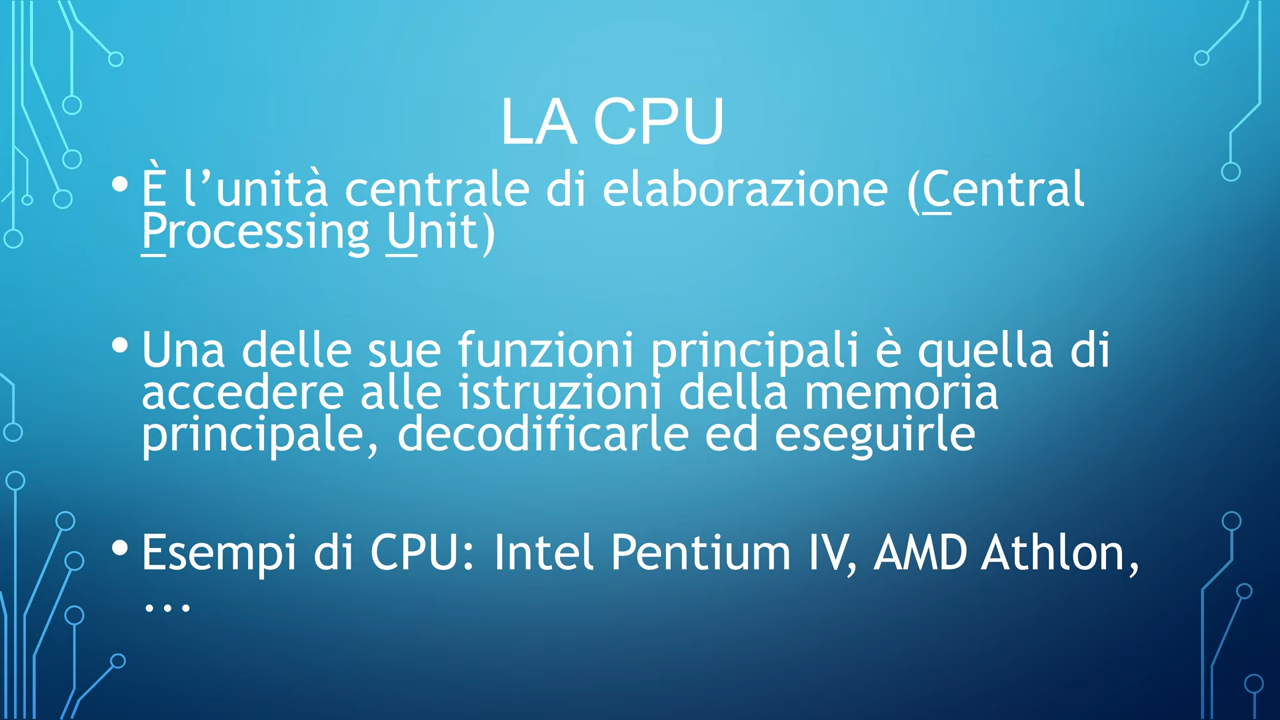 LA CPU
• È l’unità centrale di elaborazione (Central
Processing Unit)
• Una delle sue funzioni principali è quella di
accedere alle istruzioni della memoria
principale, decodificarle ed eseguirle
• Esempi di CPU: Intel Pentium IV, AMD Athlon,
...